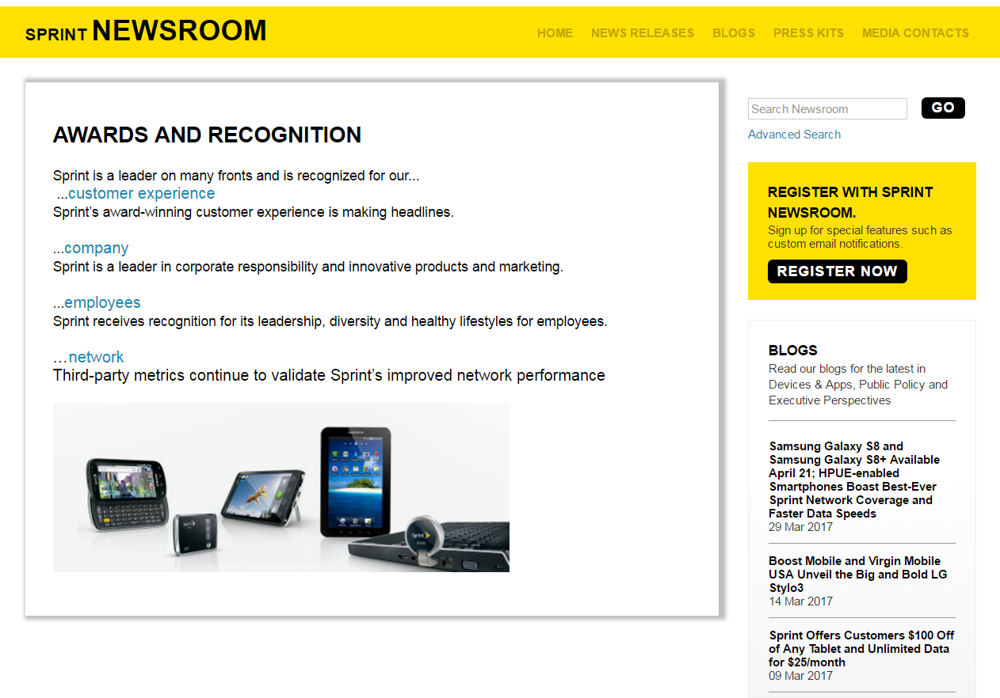 SPRINT NEWSROOM
HOME NEWS RELEASES BLOGS PRESS KITS MEDIA CONTACTS
AWARDS AND RECOGNITION
Sprint is a leader on many fronts and is recognized for our...
...customer experience
Sprint's award-winning customer experience is making headlines.
...company
Sprint is a leader in corporate responsibility and innovative products and marketing.
...employees
Sprint receives recognition for its leadership, diversity and healthy lifestyles for employees.
…network
Third-party metrics continue to validate Sprint's improved network performance
Sprint
Sprint
Search Newsroom
GO
Advanced Search
REGISTER WITH SPRINT
NEWSROOM.
Sign up for special features such as
custom email notifications.
REGISTER NOW
BLOGS
Read our blogs for the latest in
Devices & Apps, Public Policy and
Executive Perspectives
Samsung Galaxy S8 and
Samsung Galaxy S8+ Available
April 21; HPUE-enabled
Smartphones Boast Best-Ever
Sprint Network Coverage and
Faster Data Speeds
29 Mar 2017
Boost Mobile and Virgin Mobile
USA Unveil the Big and Bold LG
Stylo3
14 Mar 2017
Sprint Offers Customers $100 Off
of Any Tablet and Unlimited Data
for $25/month
09 Mar 2017